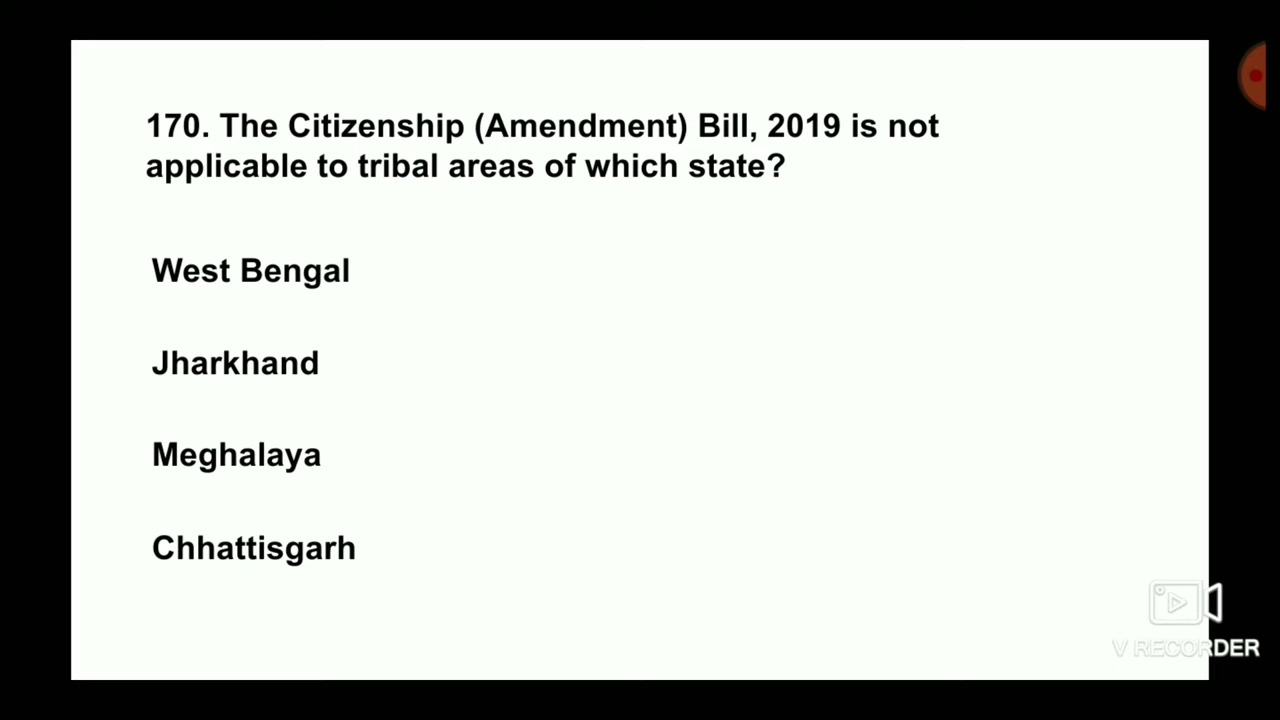 170. The Citizenship (Amendment) Bill, 2019 is not
applicable to tribal areas of which state?
West Bengal
Jharkhand
Meghalaya
Chhattisgarh
V RECORDER